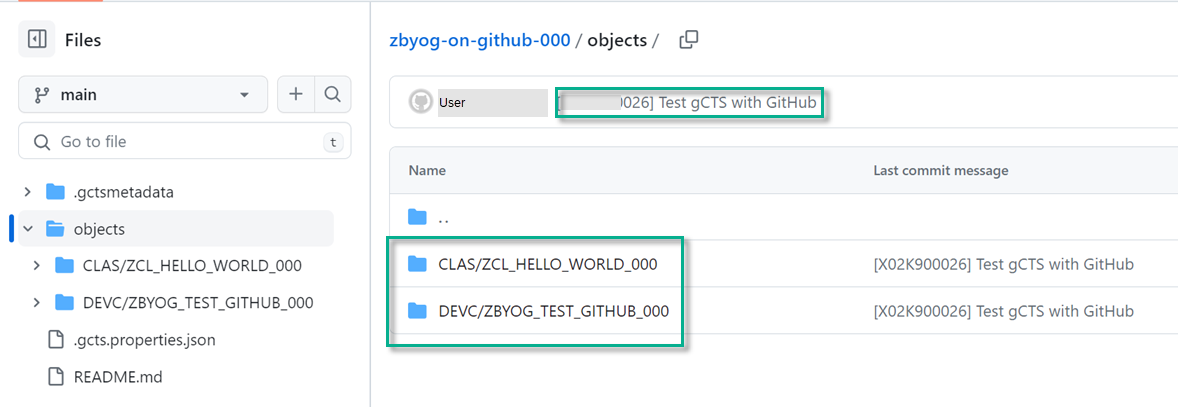 Files
main
Go to file
t
.gctsmetadata
objects
CLAS/ZCL_HELLO_WORLD_000
DEVC/ZBYOG_TEST_GITHUB_000
.gcts.properties.json
README.md
zbyog-on-github-000 / objects /
User 0026] Test gCTS with GitHub
Name Last commit message
..
CLAS/ZCL_HELLO_WORLD_000 [X02K900026] Test gCTS with GitHub
DEVC/ZBYOG_TEST_GITHUB_000 [X02K900026] Test gCTS with GitHub